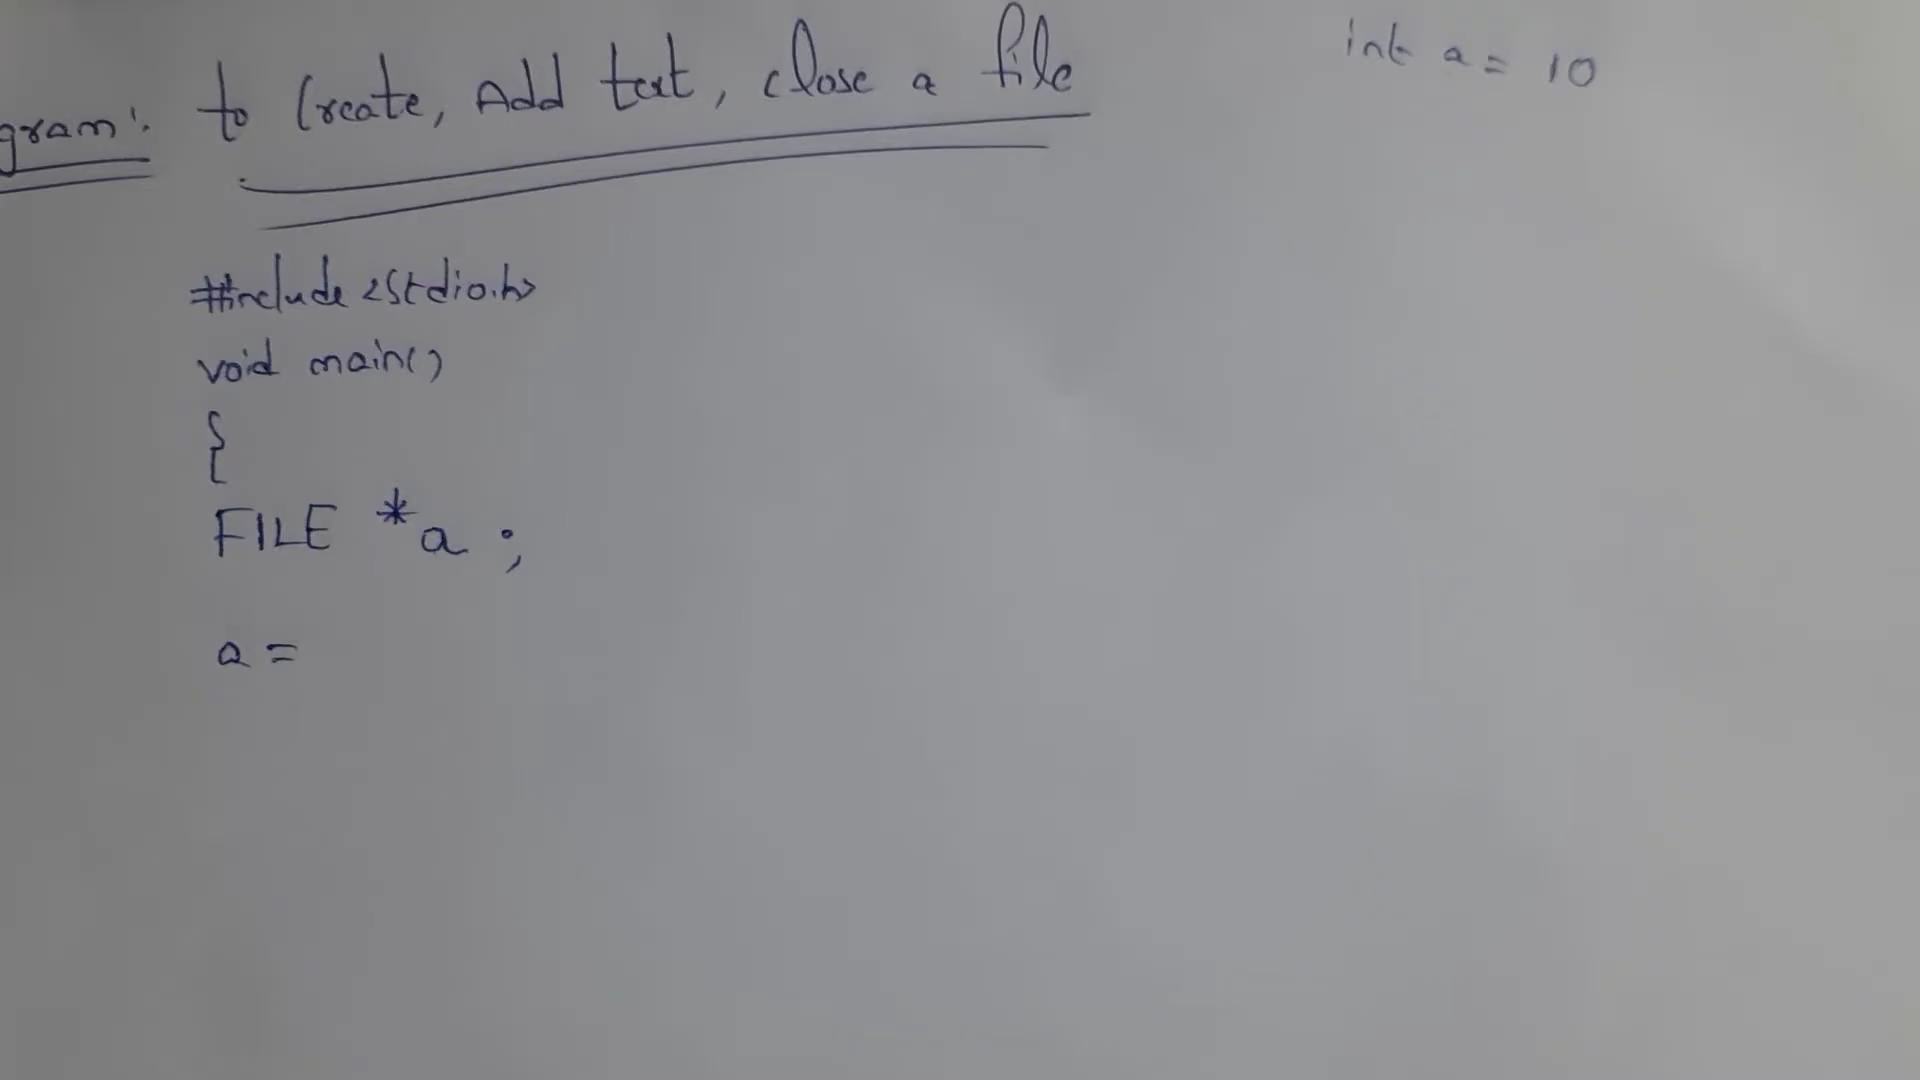 gram: to Create, Add text, close a file
int a = 10
#include <stdio.h>
void main()
{
FILE *a ;
a =